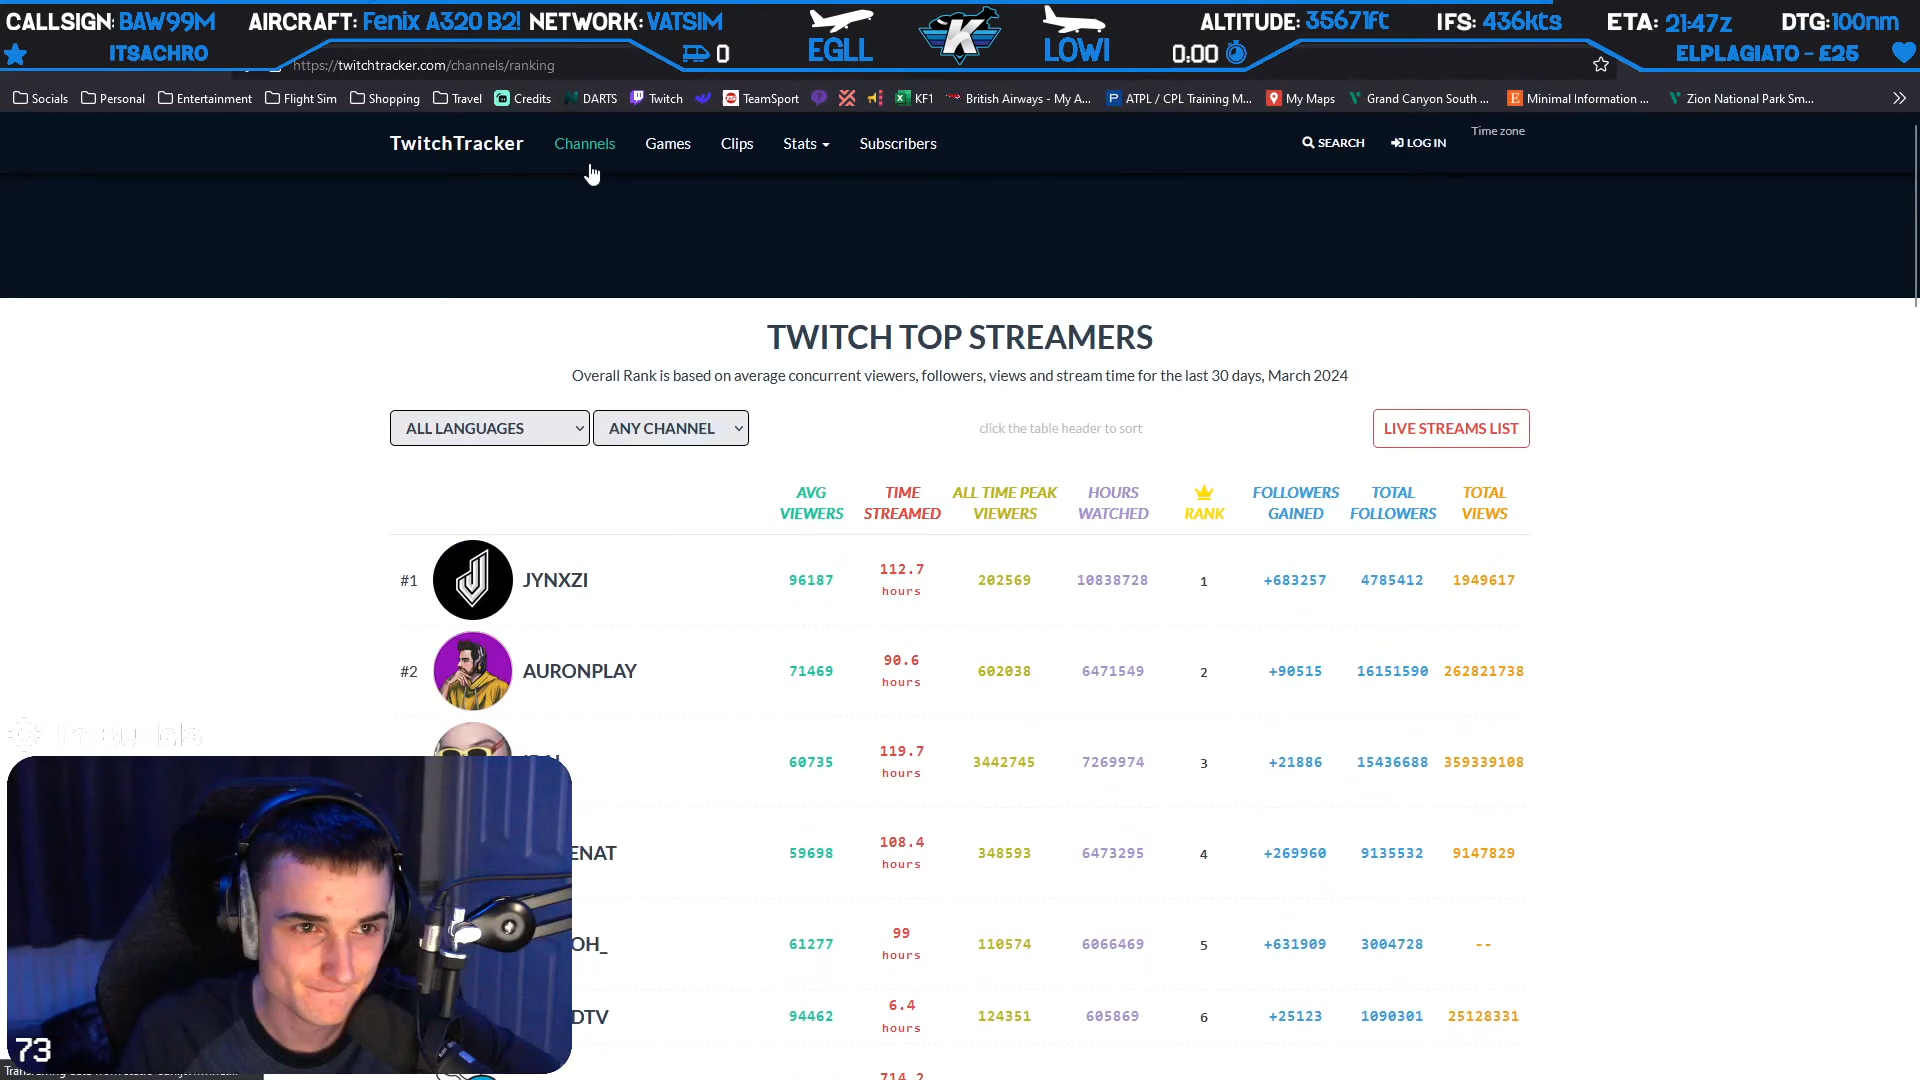 CALLSIGN: BAW99M AIRCRAFT: Fenix A320 B2! NETWORK: VATSIM ALTITUDE: 35671ft IFS: 436kts ETA: 21:47z DTG: 100nm
ITSACHRO 0 EGLL K LOWI 0:00 ELPLAGIATO - £25
https://twitchtracker.com/channels/ranking
Socials Personal Entertainment Flight Sim Shopping Travel Credits DARTS Twitch TeamSport KF1 British Airways - My A... ATPL / CPL Training M... My Maps Grand Canyon South ... Minimal Information ... Zion National Park Sm...
TwitchTracker Channels Games Clips Stats Subscribers SEARCH LOG IN Time zone
TWITCH TOP STREAMERS
Overall Rank is based on average concurrent viewers, followers, views and stream time for the last 30 days, March 2024
ALL LANGUAGES ANY CHANNEL click the table header to sort LIVE STREAMS LIST
AVG VIEWERS TIME STREAMED ALL TIME PEAK VIEWERS HOURS WATCHED RANK FOLLOWERS GAINED TOTAL FOLLOWERS TOTAL VIEWS
#1 JYNXZI 96187 112.7 hours 202569 10838728 1 +683257 4785412 1949617
#2 AURONPLAY 71469 90.6 hours 602038 6471549 2 +90515 16151590 262821738
60735 119.7 hours 3442745 7269974 3 +21886 15436688 359339108
ENAT 59698 108.4 hours 348593 6473295 4 +269960 9135532 9147829
OH_ 61277 99 hours 110574 6066469 5 +631909 3004728 --
DTV 94462 6.4 hours 124351 605869 6 +25123 1090301 25128331
714.2
73